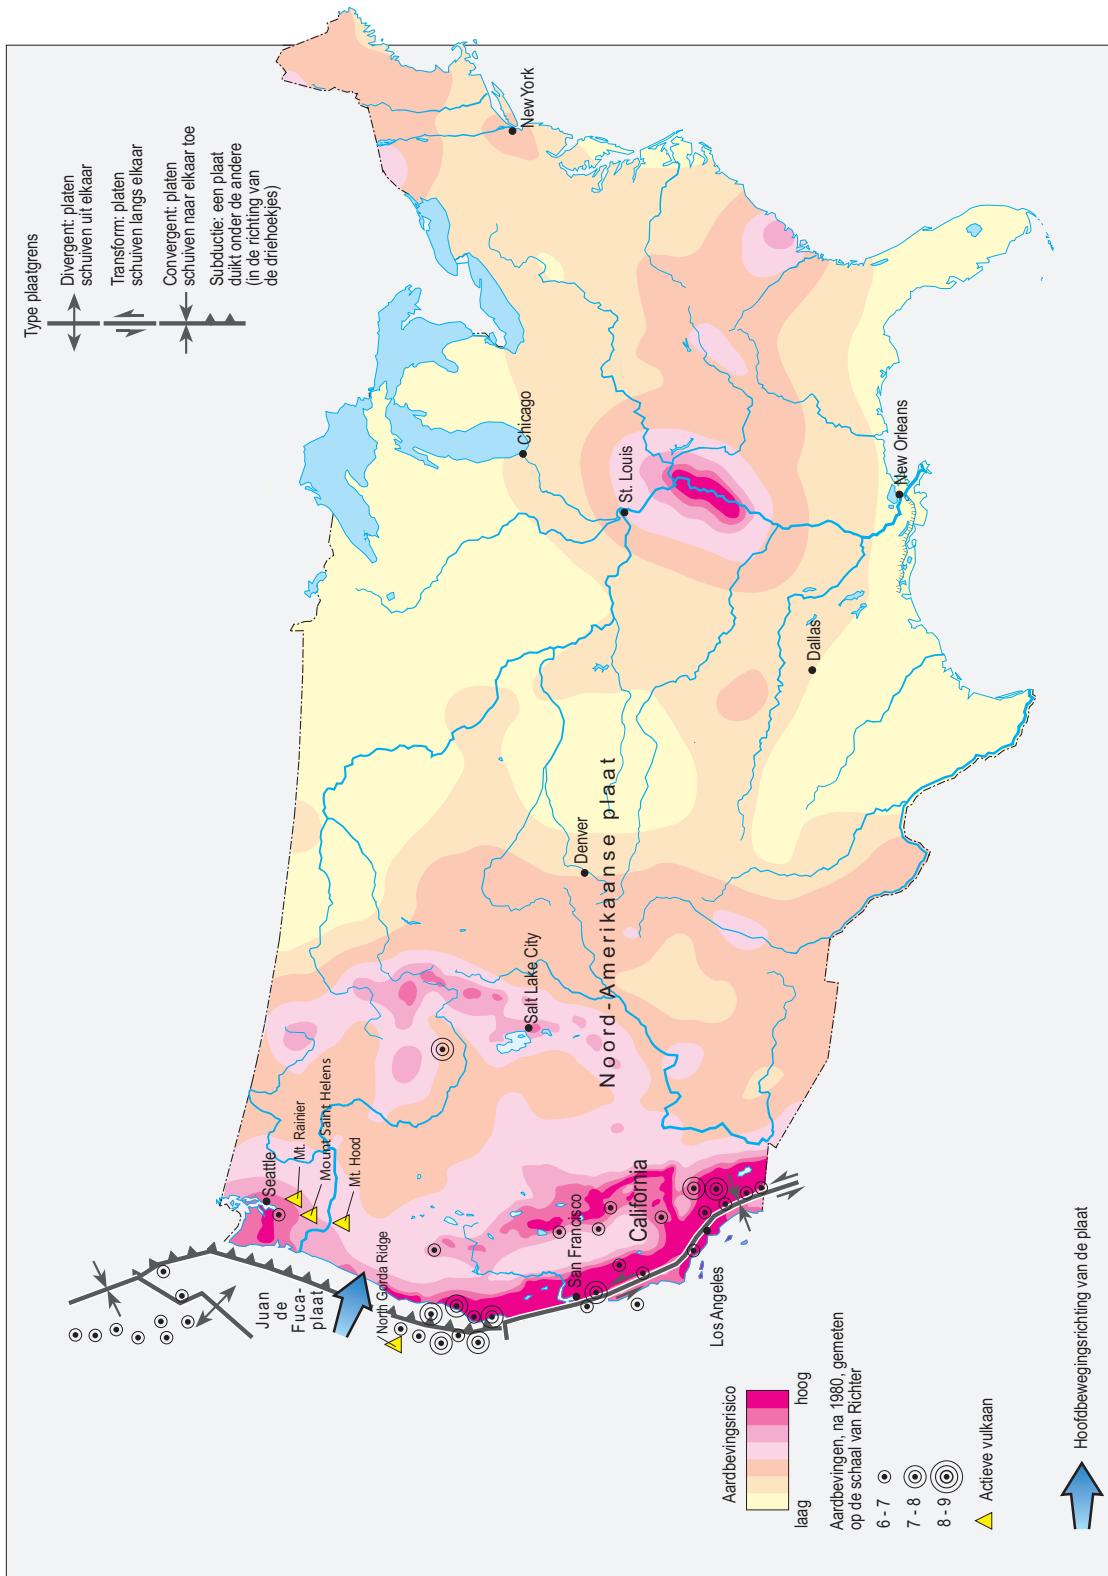 Type plaatgrens
Divergent: platen
schuiven uit elkaar
Transform: platen
schuiven langs elkaar
Convergent: platen
schuiven naar elkaar toe
Subductie: een plaat
duikt onder de andere
(in de richting van
de driehoekjes)
New York
Chicago
St. Louis
New Orleans
Dallas
Denver
Noord-Amerikaanse plaat
Salt Lake City
Seattle
Mt. Rainier
Mount Saint Helens
Mt. Hood
Juan
de
Fuca-
plaat
North Gorda Ridge
San Francisco
California
Los Angeles
Aardbevingsrisico
laag
hoog
Aardbevingen, na 1980, gemeten
op de schaal van Richter
6 - 7
7 - 8
8 - 9
Actieve vulkaan
Hoofdbewegingsrichting van de plaat